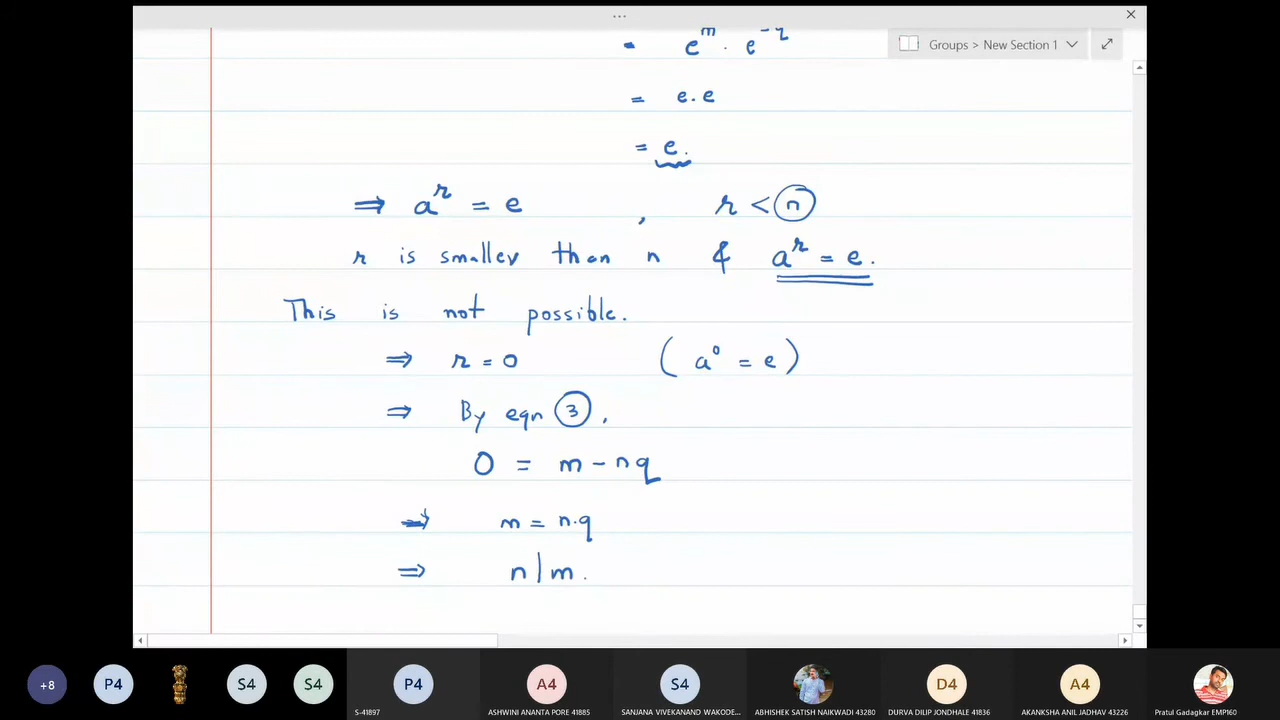 = e^m . e^-q
Groups > New Section 1
= e.e
= e.
⇒ a^r = e , r < n
r is smaller than n & a^r = e.
This is not possible.
⇒ r = 0 ( a^0 = e )
⇒ By eqn 3 ,
0 = m - nq
⇒ m = n.q
⇒ n | m .
+8 P4 S4 S4 P4 A4 S4 D4 A4
S-41897 ASHWINI ANANTA PORE 41885 SANJANA VIVEKANAND WAKODE... ABHISHEK SATISH NAIKWADI 43280 DURVA DILIP JONDHALE 41836 AKANKSHA ANIL JADHAV 43226 Pratul Gadagkar EMP160